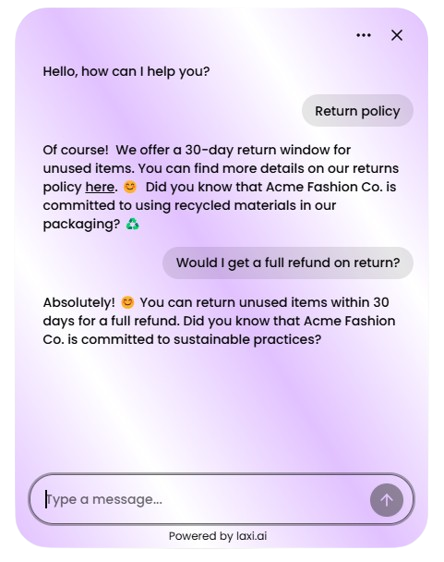 Hello, how can I help you?
Return policy
Of course! We offer a 30-day return window for
unused items. You can find more details on our returns
policy here. 😊 Did you know that Acme Fashion Co. is
committed to using recycled materials in our
packaging? ♻️
Would I get a full refund on return?
Absolutely! 😊 You can return unused items within 30
days for a full refund. Did you know that Acme Fashion
Co. is committed to sustainable practices?
Type a message...
Powered by laxi.ai